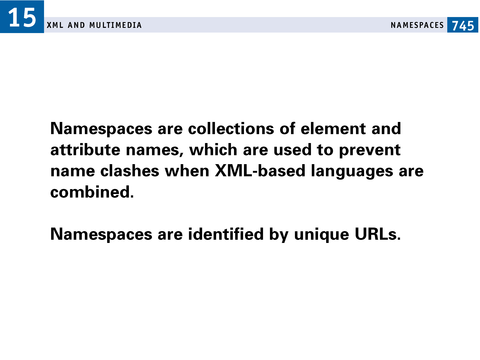 15
XML AND MULTIMEDIA
NAMESPACES 745
Namespaces are collections of element and
attribute names, which are used to prevent
name clashes when XML-based languages are
combined.
Namespaces are identified by unique URLs.